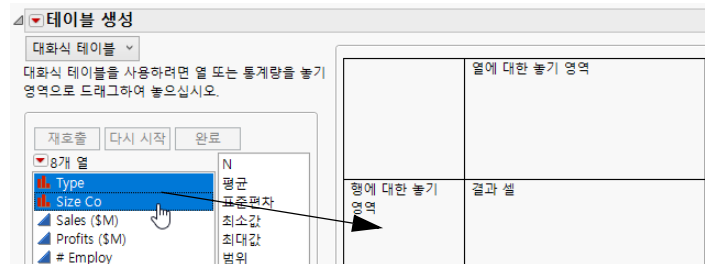 테이블 생성
대화식 테이블
대화식 테이블을 사용하려면 열 또는 통계량을 놓기
영역으로 드래그하여 놓으십시오.
재호출 다시 시작 완료
8개 열
Type
Size Co
Sales ($M)
Profits ($M)
# Employ
N
평균
표준편차
최소값
최대값
범위
열에 대한 놓기 영역
행에 대한 놓기
영역
결과 셀